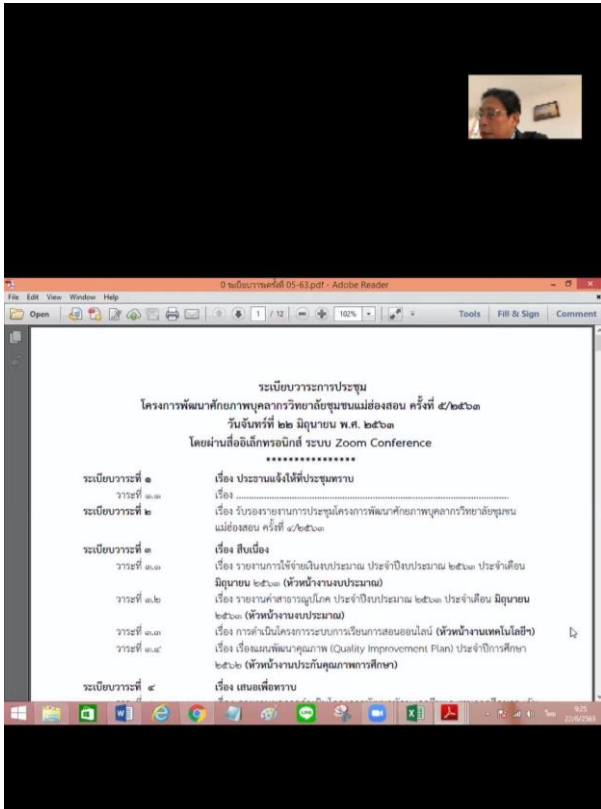 0 ระเบียบวาระครั้งที่ 05-63.pdf - Adobe Reader
File Edit View Window Help
Open 1 / 12 102% Tools Fill & Sign Comment
ระเบียบวาระการประชุม
โครงการพัฒนาศักยภาพบุคลากรวิทยาลัยชุมชนแม่ฮ่องสอน ครั้งที่ ๕/๒๕๖๓
วันจันทร์ที่ ๒๒ มิถุนายน พ.ศ. ๒๕๖๓
โดยผ่านสื่ออิเล็กทรอนิกส์ ระบบ Zoom Conference
****************
ระเบียบวาระที่ ๑ เรื่อง ประธานแจ้งให้ที่ประชุมทราบ
วาระที่ ๑.๑ เรื่อง ................................................................................
ระเบียบวาระที่ ๒ เรื่อง รับรองรายงานการประชุมโครงการพัฒนาศักยภาพบุคลากรวิทยาลัยชุมชน
แม่ฮ่องสอน ครั้งที่ ๔/๒๕๖๓
ระเบียบวาระที่ ๓ เรื่อง สืบเนื่อง
วาระที่ ๓.๑ เรื่อง รายงานการใช้จ่ายเงินงบประมาณ ประจำปีงบประมาณ ๒๕๖๓ ประจำเดือน
มิถุนายน ๒๕๖๓ (หัวหน้างานงบประมาณ)
วาระที่ ๓.๒ เรื่อง รายงานค่าสาธารณูปโภค ประจำปีงบประมาณ ๒๕๖๓ ประจำเดือน มิถุนายน
๒๕๖๓ (หัวหน้างานงบประมาณ)
วาระที่ ๓.๓ เรื่อง การดำเนินโครงการระบบการเรียนการสอนออนไลน์ (หัวหน้างานเทคโนโลยีฯ)
วาระที่ ๓.๔ เรื่อง เรื่องแผนพัฒนาคุณภาพ (Quality Improvement Plan) ประจำปีการศึกษา
๒๕๖๒ (หัวหน้างานประกันคุณภาพการศึกษา)
ระเบียบวาระที่ ๔ เรื่อง เสนอเพื่อทราบ
9:25
22/6/2563